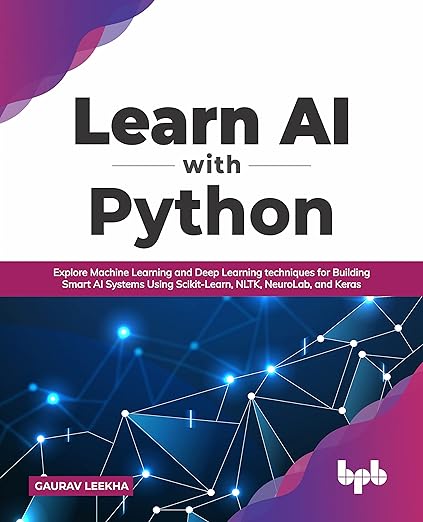 Learn AI
with
Python
Explore Machine Learning and Deep Learning techniques for Building
Smart AI Systems Using Scikit-Learn, NLTK, NeuroLab, and Keras
GAURAV LEEKHA
bpb